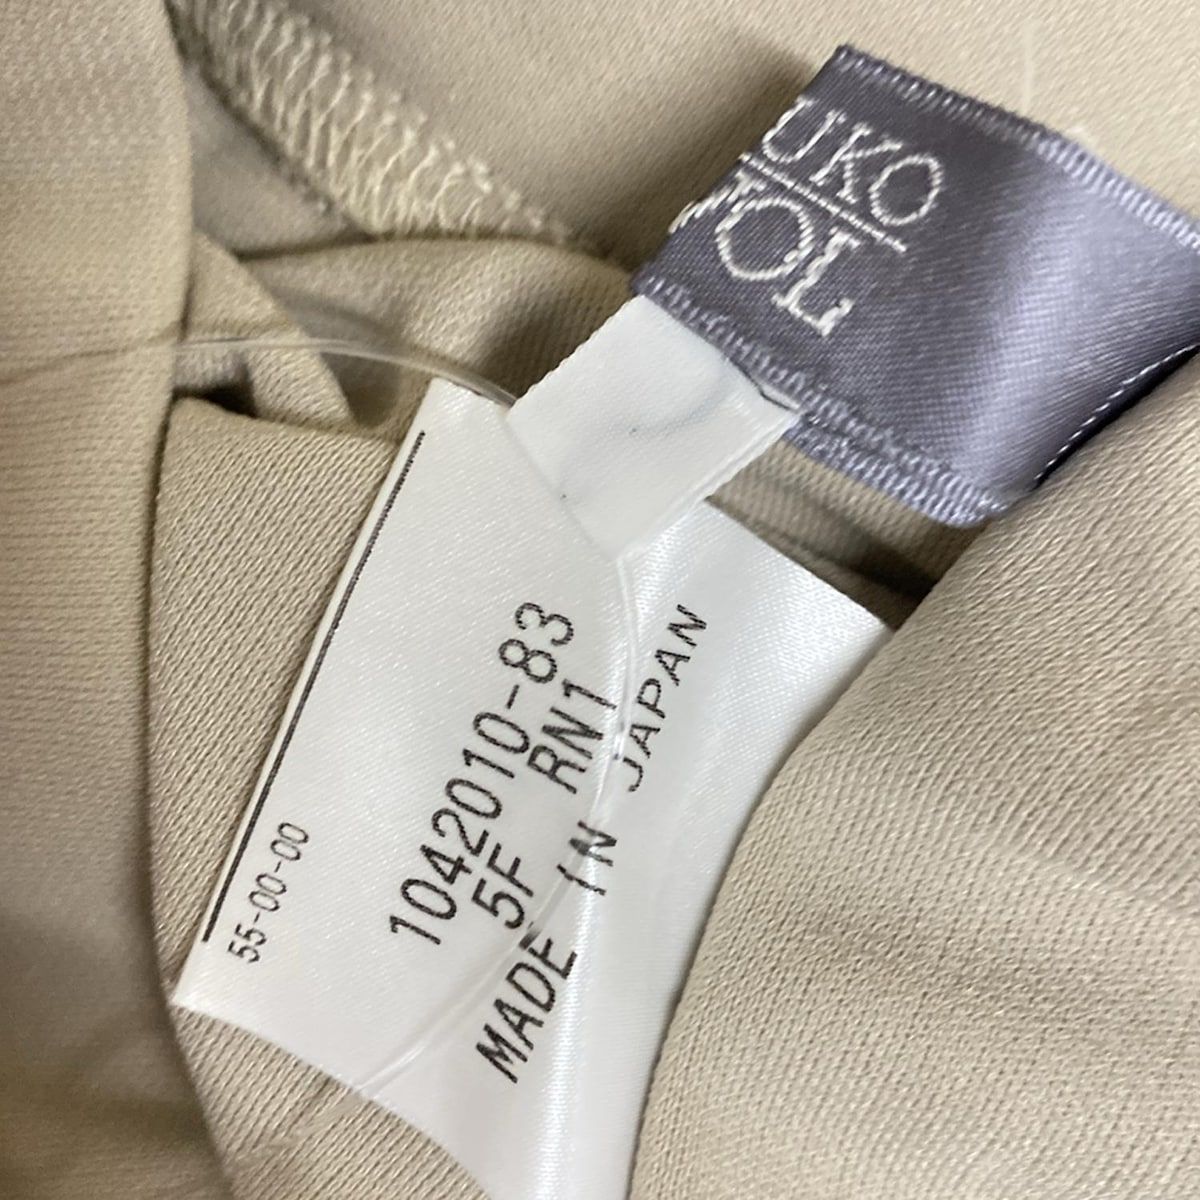 UKO
OL
1042010-83
5F RN1
MADE IN JAPAN
55-00-00